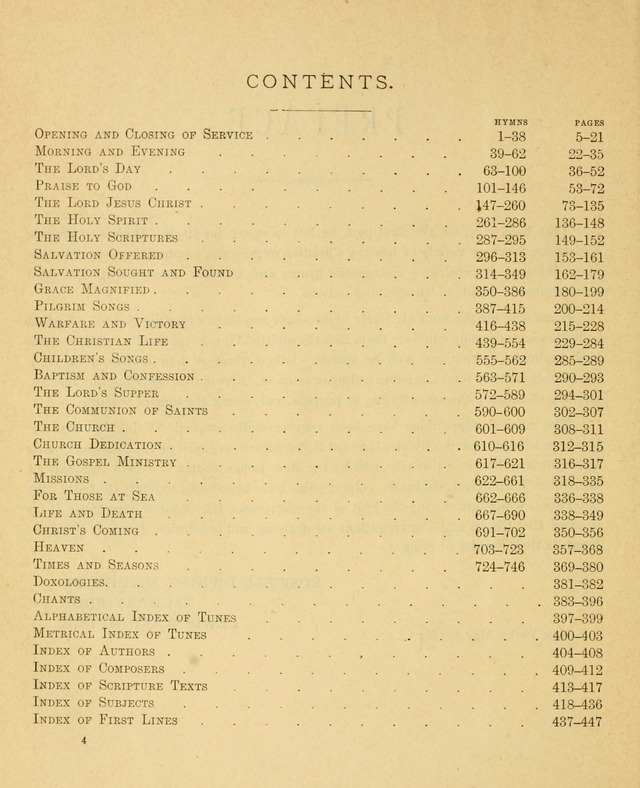 CONTENTS.
HYMNS PAGES
Opening and Closing of Service . . . . . . . 1–38 5–21
Morning and Evening . . . . . . . . 39–62 22–35
The Lord's Day . . . . . . . . . 63–100 36–52
Praise to God . . . . . . . . . 101–146 53–72
The Lord Jesus Christ . . . . . . . . 147–260 73–135
The Holy Spirit . . . . . . . . . 261–286 136–148
The Holy Scriptures . . . . . . . . 287–295 149–152
Salvation Offered . . . . . . . . 296–313 153–161
Salvation Sought and Found . . . . . . . 314–349 162–179
Grace Magnified . . . . . . . . . 350–386 180–199
Pilgrim Songs . . . . . . . . . 387–415 200–214
Warfare and Victory . . . . . . . . 416–438 215–228
The Christian Life . . . . . . . . 439–554 229–284
Children's Songs . . . . . . . . . 555–562 285–289
Baptism and Confession . . . . . . . . 563–571 290–293
The Lord's Supper . . . . . . . . 572–589 294–301
The Communion of Saints . . . . . . . 590–600 302–307
The Church . . . . . . . . . . 601–609 308–311
Church Dedication . . . . . . . . . 610–616 312–315
The Gospel Ministry . . . . . . . . 617–621 316–317
Missions . . . . . . . . . . 622–661 318–335
For Those at Sea . . . . . . . . 662–666 336–338
Life and Death . . . . . . . . . 667–690 338–349
Christ's Coming . . . . . . . . . 691–702 350–356
Heaven . . . . . . . . . . 703–723 357–368
Times and Seasons . . . . . . . . 724–746 369–380
Doxologies. . . . . . . . . . . . 381–382
Chants . . . . . . . . . . . . . 383–396
Alphabetical Index of Tunes . . . . . . . . 397–399
Metrical Index of Tunes . . . . . . . . . 400–403
Index of Authors . . . . . . . . . . . 404–408
Index of Composers . . . . . . . . . . 409–412
Index of Scripture Texts . . . . . . . . . 413–417
Index of Subjects . . . . . . . . . . 418–436
Index of First Lines . . . . . . . . . . 437–447
4